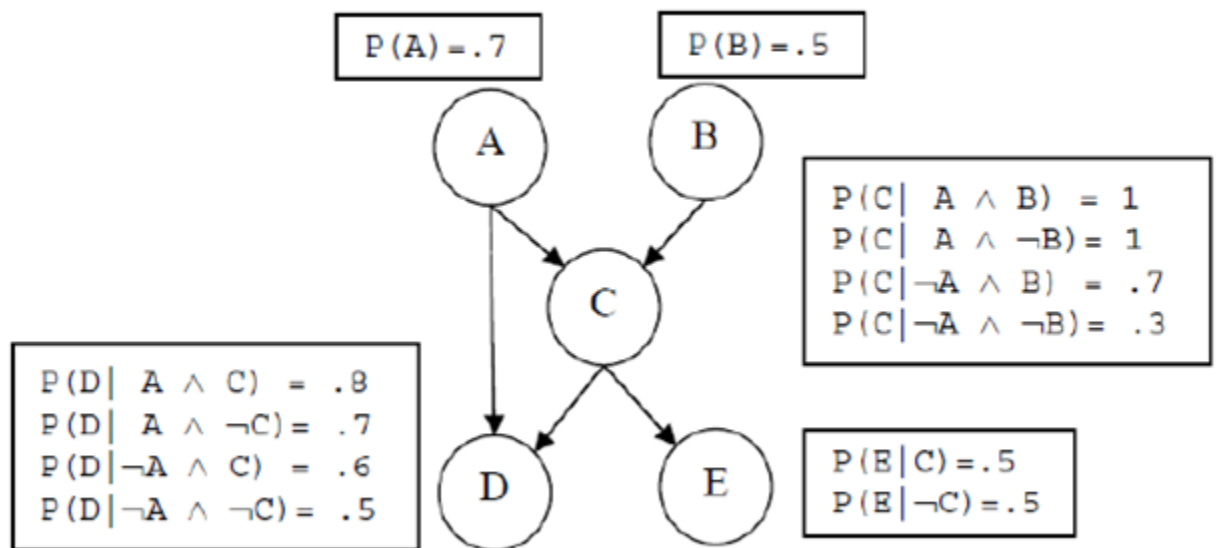 P(A)=.7
P(B)=.5
A
B
P(C| A ∧ B) = 1
P(C| A ∧ ¬B)= 1
P(C|¬A ∧ B) = .7
P(C|¬A ∧ ¬B)= .3
C
P(D| A ∧ C) = .8
P(D| A ∧ ¬C)= .7
P(D|¬A ∧ C) = .6
P(D|¬A ∧ ¬C)= .5
D
E
P(E|C)=.5
P(E|¬C)=.5